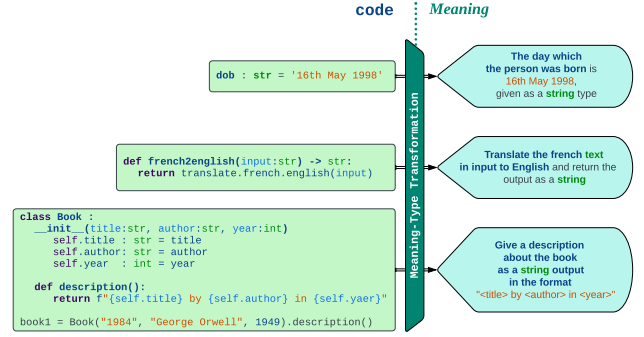 code
Meaning
dob : str = '16th May 1998'
The day which
the person was born is
16th May 1998,
given as a string type
Meaning-Type Transformation
def french2english(input:str) -> str:
return translate.french.english(input)
Translate the french text
in input to English and return the
output as a string
class Book :
__init__(title:str, author:str, year:int)
self.title : str = title
self.author: str = author
self.year  : int = year
def description():
return f"{self.title} by {self.author} in {self.yaer}"
book1 = Book("1984", "George Orwell", 1949).description()
Give a description
about the book
as a string output
in the format
"<title> by <author> in <year>"